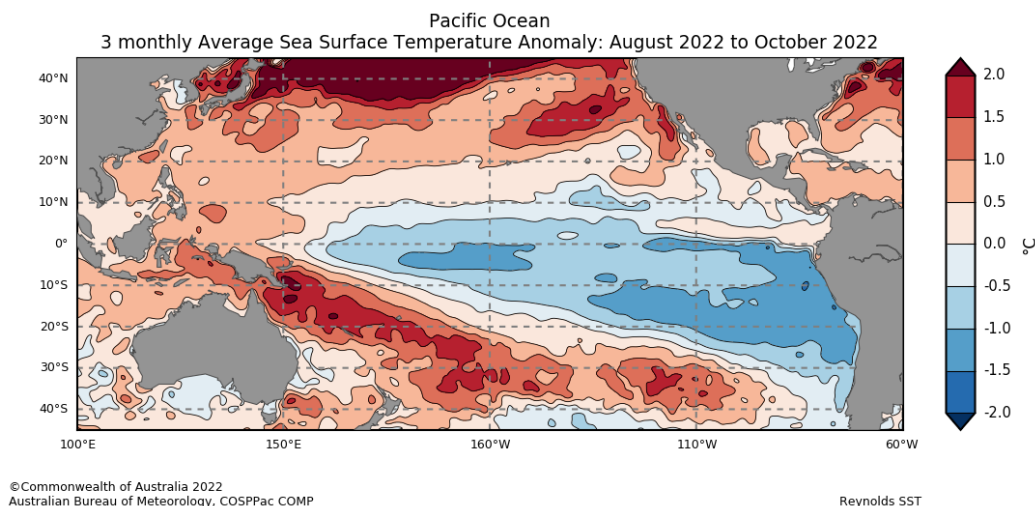 Pacific Ocean
3 monthly Average Sea Surface Temperature Anomaly: August 2022 to October 2022
40°N
30°N
20°N
10°N
0°
10°S
20°S
30°S
40°S
100°E
150°E
160°W
110°W
60°W
2.0
1.5
1.0
0.5
0.0
-0.5
-1.0
-1.5
-2.0
°C
©Commonwealth of Australia 2022
Australian Bureau of Meteorology, COSPPac COMP
Reynolds SST